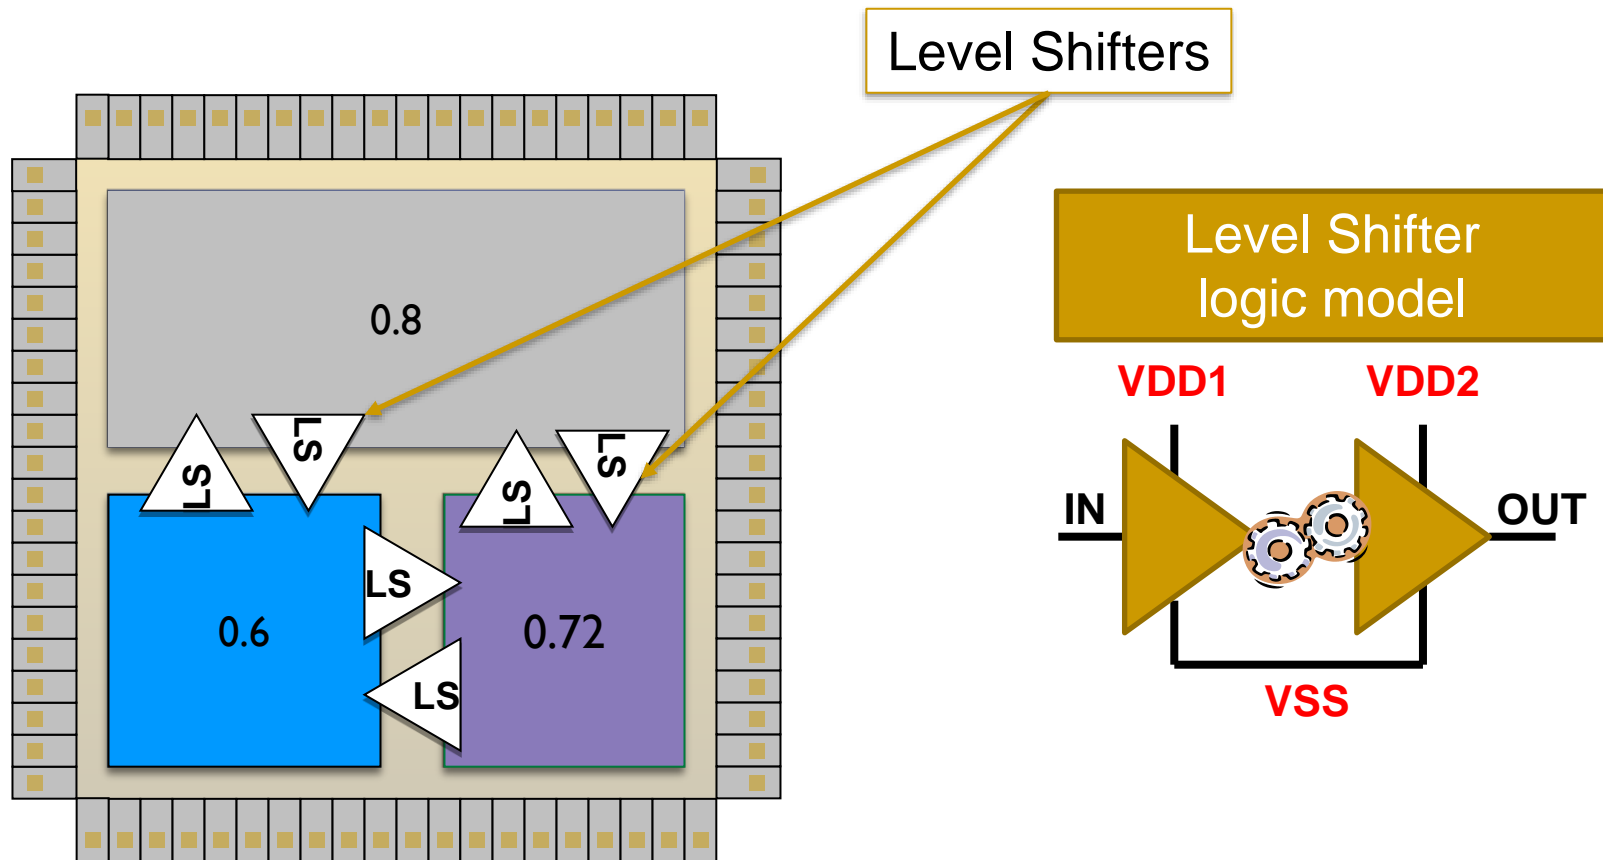 Level Shifters
0.8
LS
LS
LS
LS
LS
LS
0.6
0.72
Level Shifter
logic model
VDD1
VDD2
IN
OUT
VSS